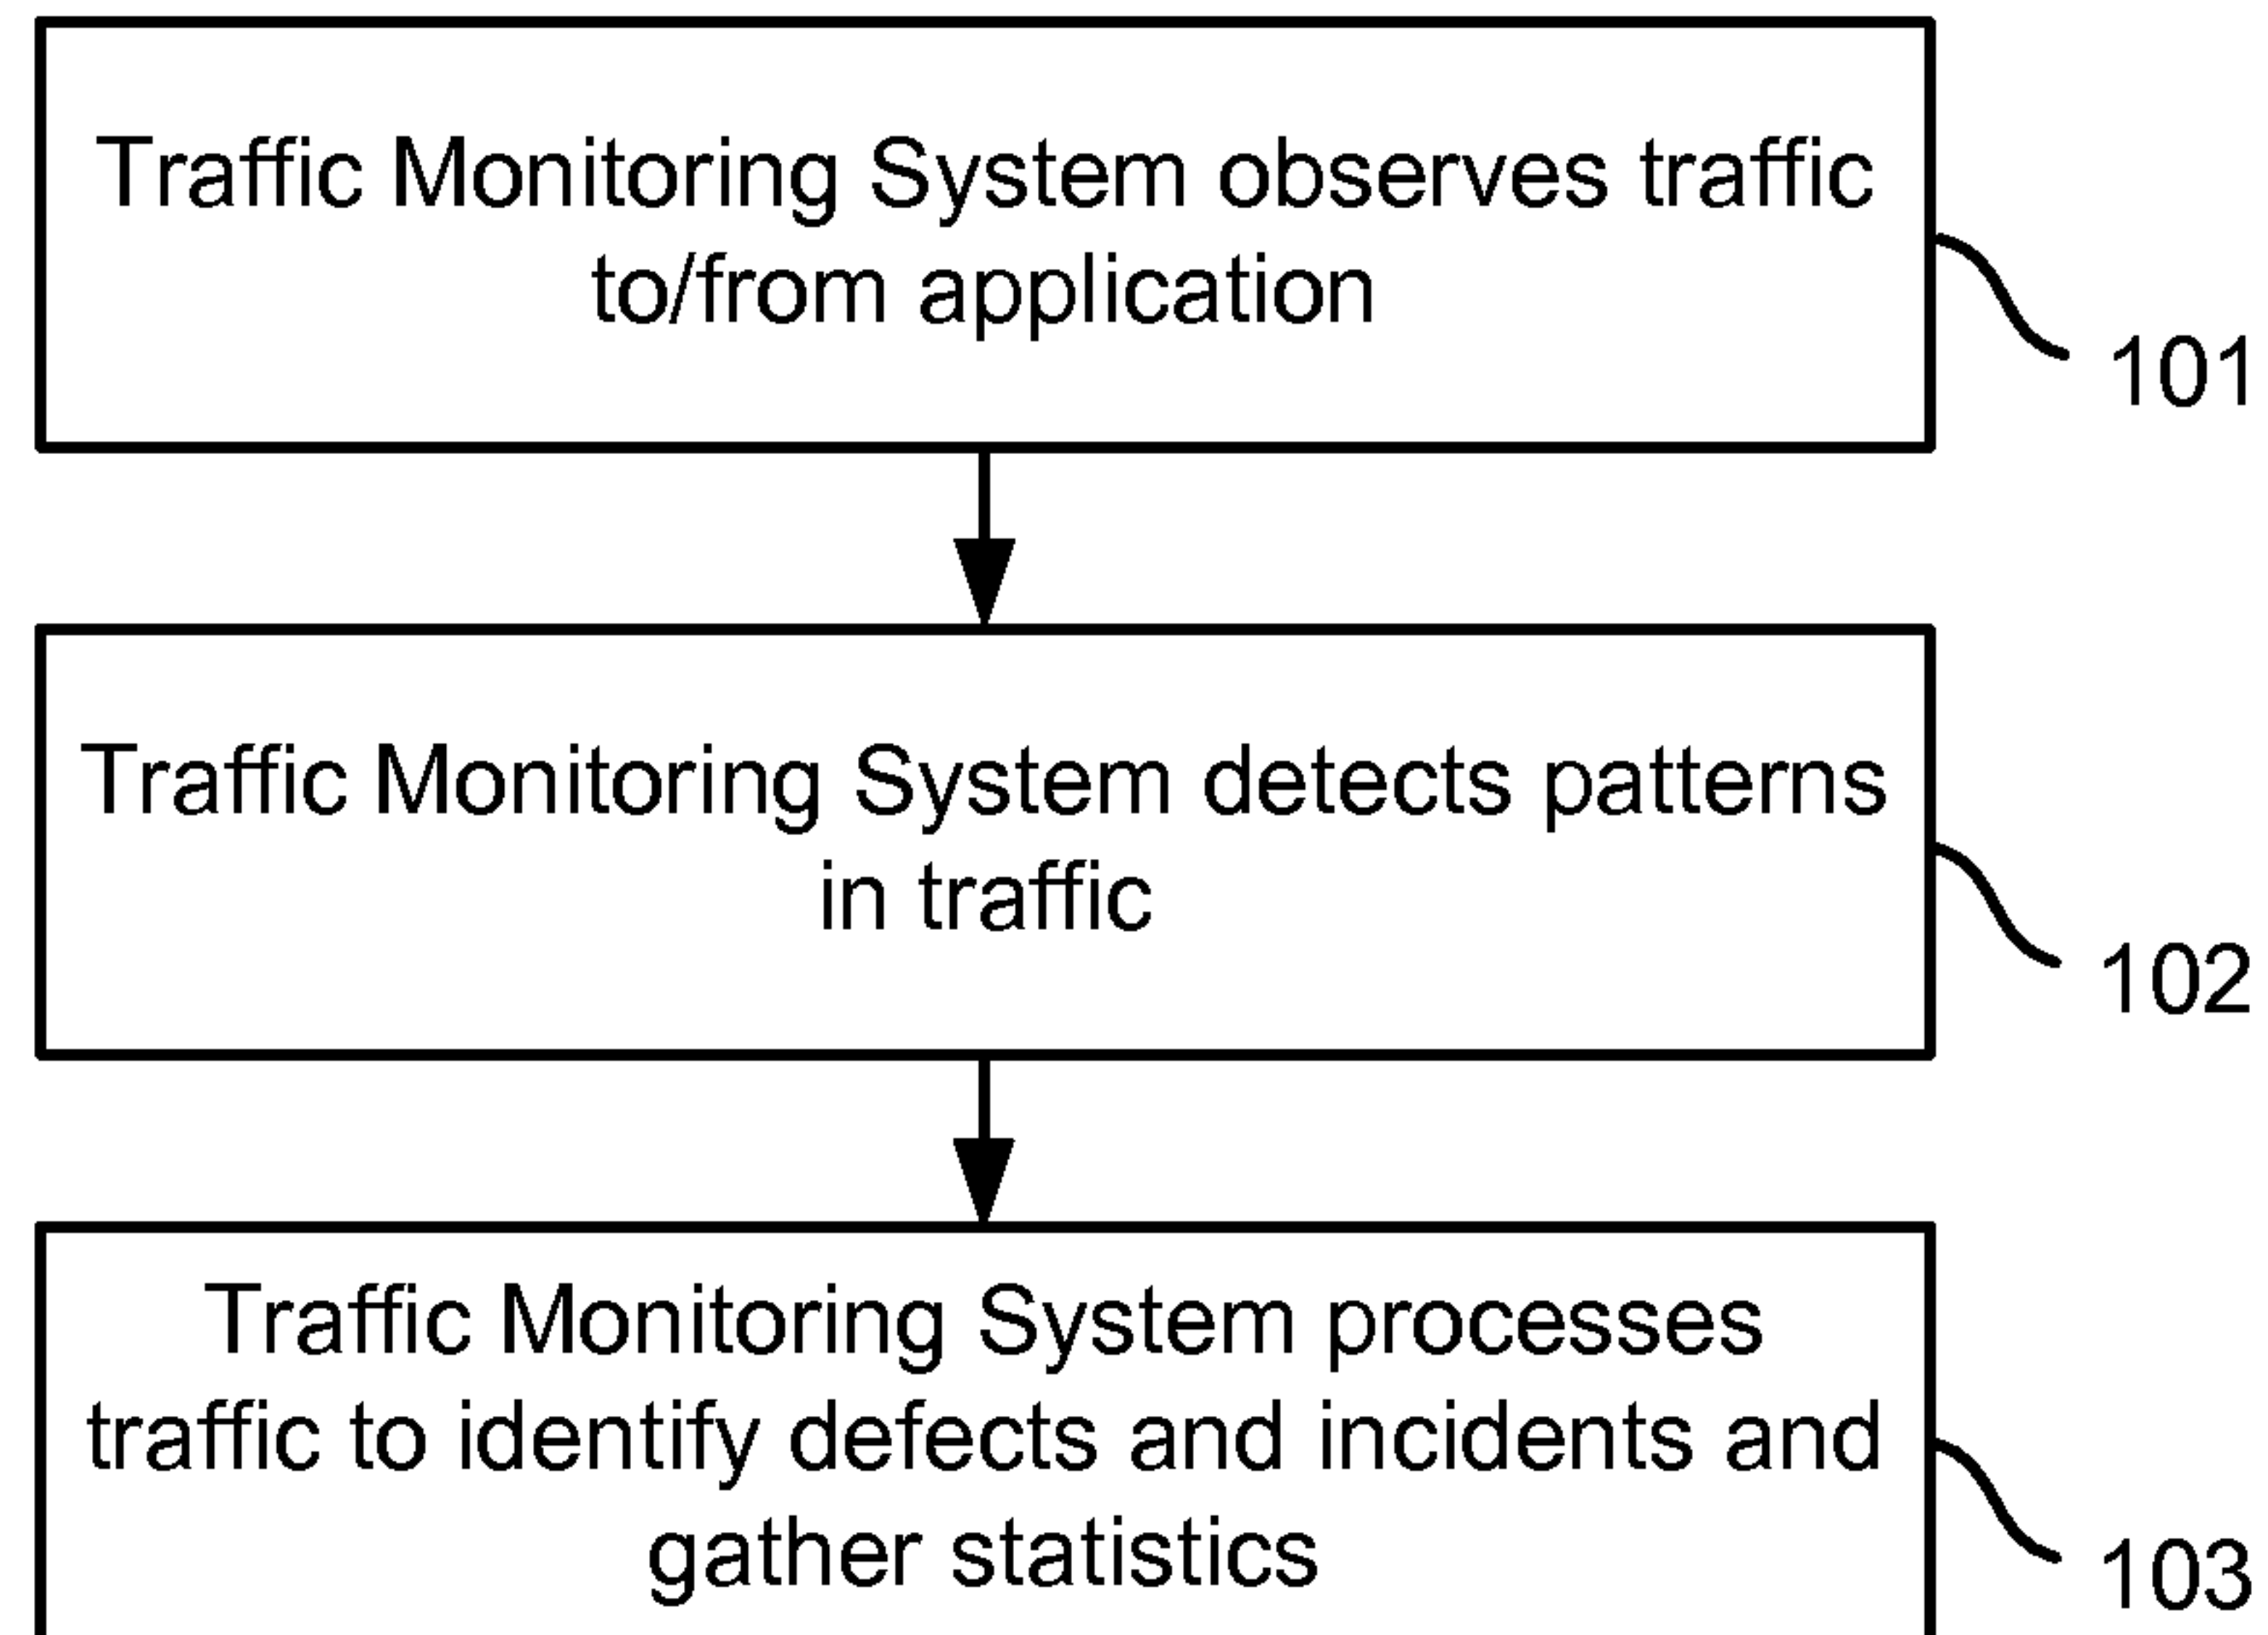 Traffic Monitoring System observes traffic
to/from application
101
Traffic Monitoring System detects patterns
in traffic
102
Traffic Monitoring System processes
traffic to identify defects and incidents and
gather statistics
103